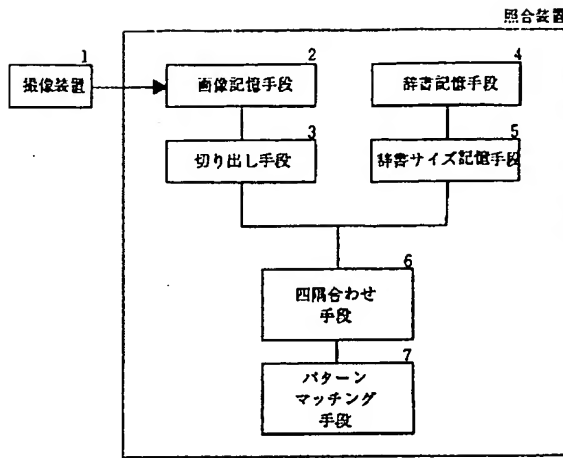 照合装置
1
撮像装置
2
画像記憶手段
4
辞書記憶手段
3
切り出し手段
5
辞書サイズ記憶手段
6
四隅合わせ
手段
7
パターン
マッチング
手段